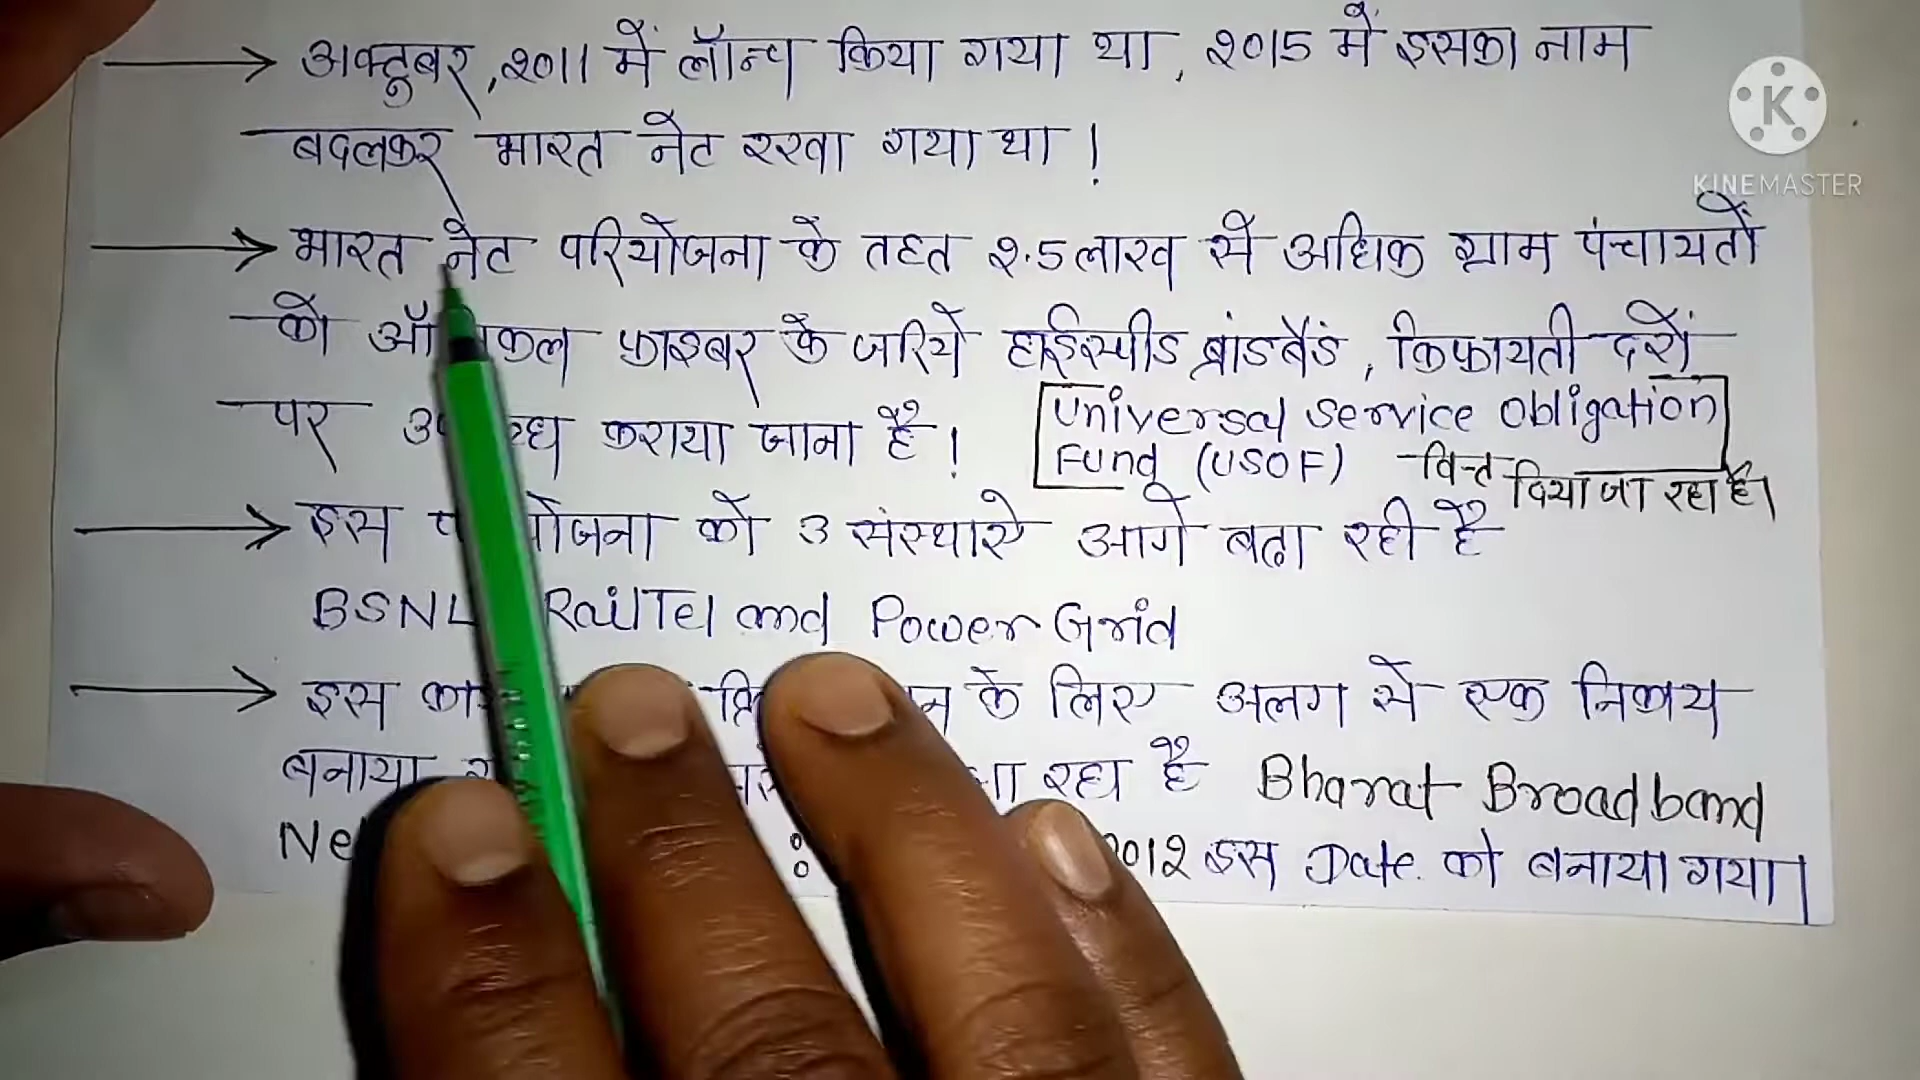 अक्टूबर, 2011 में लॉन्च किया गया था, 2015 में इसका नाम
बदलकर भारत नेट रखा गया था !
भारत नेट परियोजना के तहत 2.5 लाख से अधिक ग्राम पंचायतों
को फ़ाइबर के जरिये हाईस्पीड ब्रांडबैंड, किफ़ायती दरों
पर कराया जाना है !
Universal Service Obligation
Fund (USOF) वित्त दिया जा रहा है।
इस को 3 संस्थाऐ आगे बढा रही है
BSNL RailTel and Power Grid
इस के लिए अलग से एक निकाय
बनाया रहा है Bharat Broadband
2012 इस Date को बनाया गया।
K
KINEMASTER